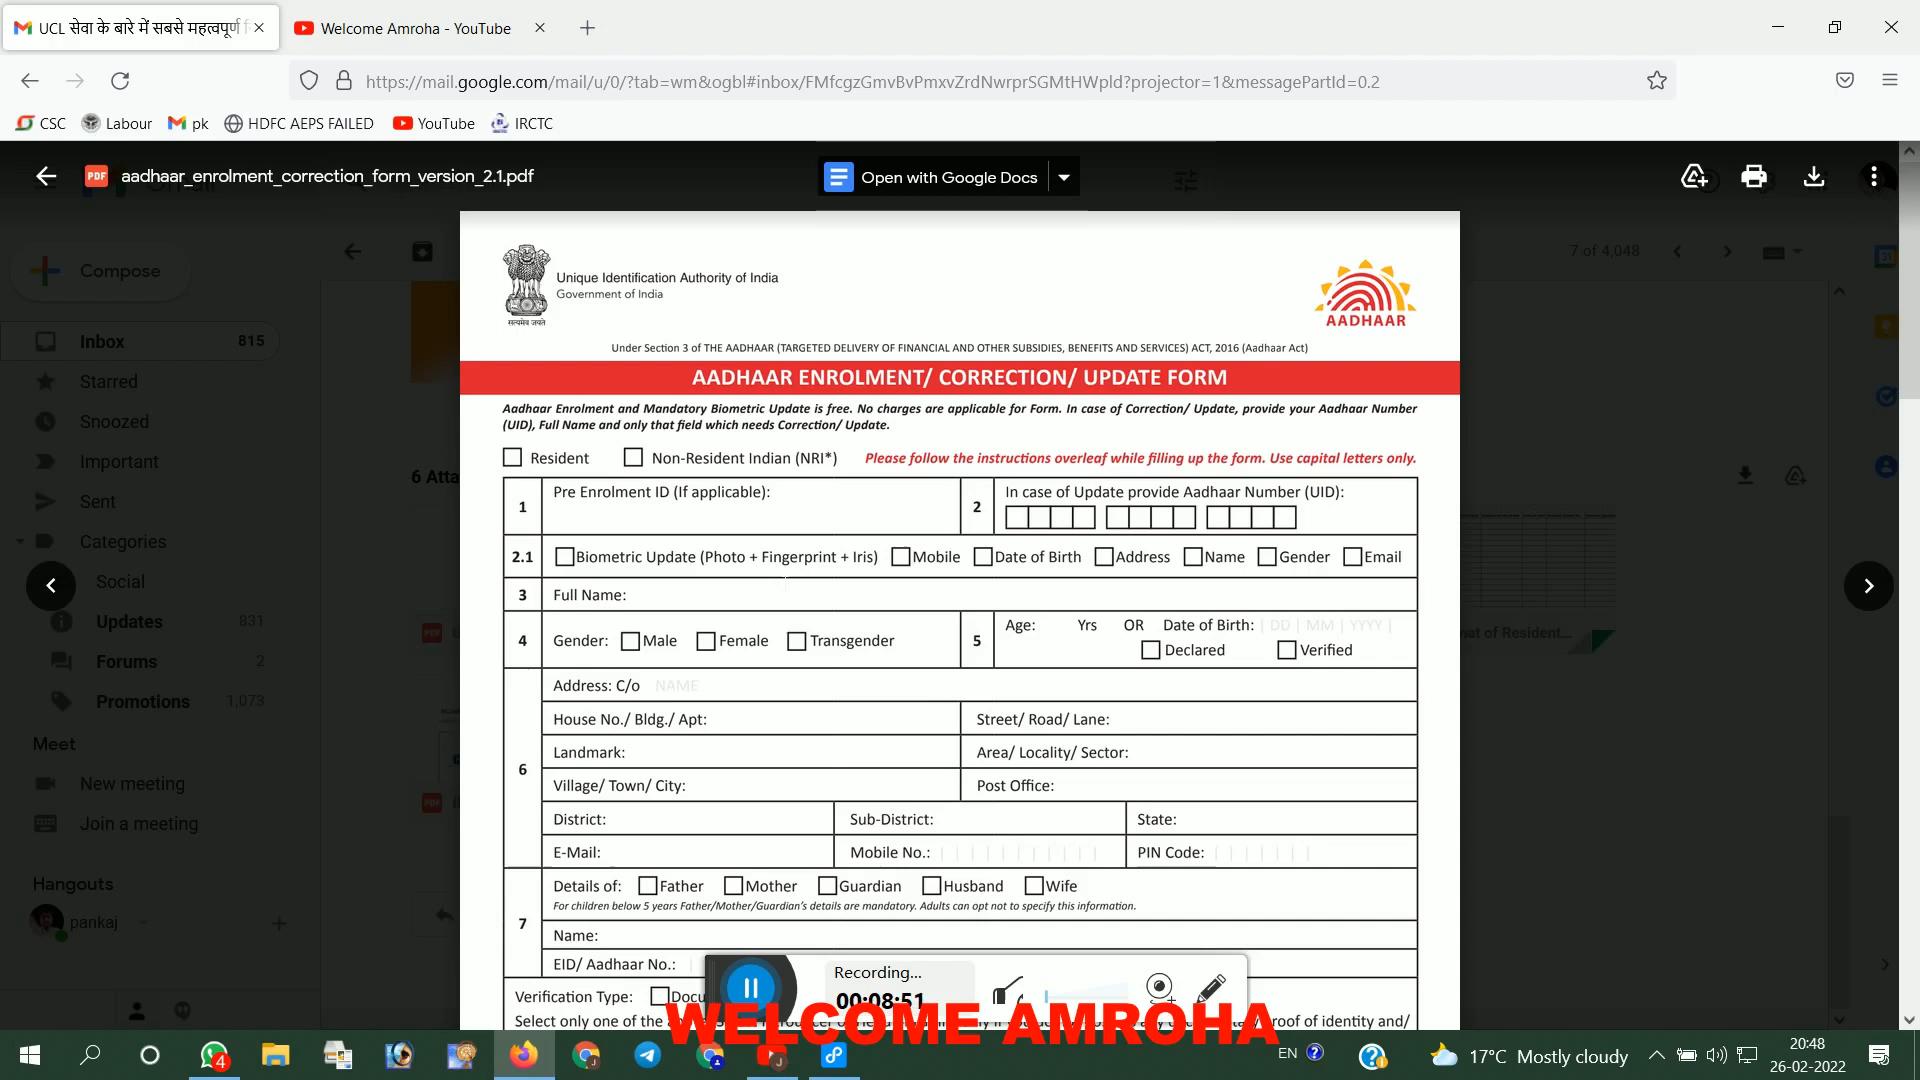 UCL सेवा के बारे में सबसे महत्वपूर्ण
Welcome Amroha - YouTube
https://mail.google.com/mail/u/0/?tab=wm&ogbl#inbox/FMfcgzGmvBvPmxvZrdNwrprSGMtHWpld?projector=1&messagePartId=0.2
CSC Labour pk HDFC AEPS FAILED YouTube IRCTC
PDF aadhaar_enrolment_correction_form_version_2.1.pdf
Open with Google Docs
Compose
7 of 4,048
Inbox 815
Starred
Snoozed
Important
Sent
Categories
Social
Updates 831
Forums 2
Promotions 1,073
Meet
New meeting
Join a meeting
Hangouts
pankaj
6 Atta
PDF
PDF
nat of Resident...
सत्यमेव जयते
Unique Identification Authority of India
Government of India
AADHAAR
Under Section 3 of THE AADHAAR (TARGETED DELIVERY OF FINANCIAL AND OTHER SUBSIDIES, BENEFITS AND SERVICES) ACT, 2016 (Aadhaar Act)
AADHAAR ENROLMENT/ CORRECTION/ UPDATE FORM
Aadhaar Enrolment and Mandatory Biometric Update is free. No charges are applicable for Form. In case of Correction/ Update, provide your Aadhaar Number
(UID), Full Name and only that field which needs Correction/ Update.
Resident Non-Resident Indian (NRI*) Please follow the instructions overleaf while filling up the form. Use capital letters only.
1 Pre Enrolment ID (If applicable): 2 In case of Update provide Aadhaar Number (UID):
2.1 Biometric Update (Photo + Fingerprint + Iris) Mobile Date of Birth Address Name Gender Email
3 Full Name:
4 Gender: Male Female Transgender 5 Age: Yrs OR Date of Birth: | DD | MM | YYYY |
Declared Verified
6 Address: C/o NAME
House No./ Bldg./ Apt: Street/ Road/ Lane:
Landmark: Area/ Locality/ Sector:
Village/ Town/ City: Post Office:
District: Sub-District: State:
E-Mail: Mobile No.: PIN Code:
7 Details of: Father Mother Guardian Husband Wife
For children below 5 years Father/Mother/Guardian's details are mandatory. Adults can opt not to specify this information.
Name:
EID/ Aadhaar No.:
Verification Type: Docu
Select only one of the ab
proof of identity and/
Recording...
00:08:51
WELCOME AMROHA
4
EN
17°C Mostly cloudy
20:48
26-02-2022